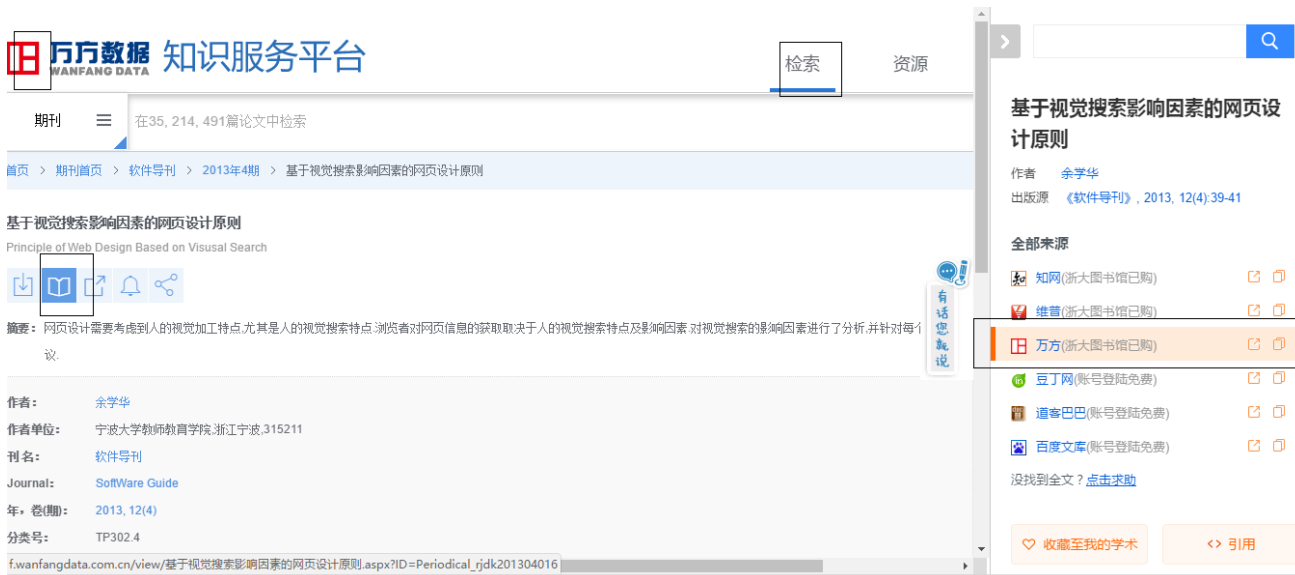 万方数据 知识服务平台
WANFANG DATA
检索 资源
期刊 在35, 214, 491篇论文中检索
首页 > 期刊首页 > 软件导刊 > 2013年4期 > 基于视觉搜索影响因素的网页设计原则
基于视觉搜索影响因素的网页设计原则
Principle of Web Design Based on Visusal Search
摘要： 网页设计需要考虑到人的视觉加工特点,尤其是人的视觉搜索特点.浏览者对网页信息的获取取决于人的视觉搜索特点及影响因素.对视觉搜索的影响因素进行了分析,并针对每个
议.
作者： 余学华
作者单位： 宁波大学教师教育学院,浙江宁波,315211
刊名： 软件导刊
Journal： SoftWare Guide
年，卷(期)： 2013, 12(4)
分类号： TP302.4
f.wanfangdata.com.cn/view/基于视觉搜索影响因素的网页设计原则.aspx?ID=Periodical_rjdk201304016
有话您就说
基于视觉搜索影响因素的网页设
计原则
作者 余学华
出版源 《软件导刊》, 2013, 12(4):39-41
全部来源
知网(浙大图书馆已购)
维普(浙大图书馆已购)
万方(浙大图书馆已购)
豆丁网(账号登陆免费)
道客巴巴(账号登陆免费)
百度文库(账号登陆免费)
没找到全文？点击求助
收藏至我的学术 <> 引用